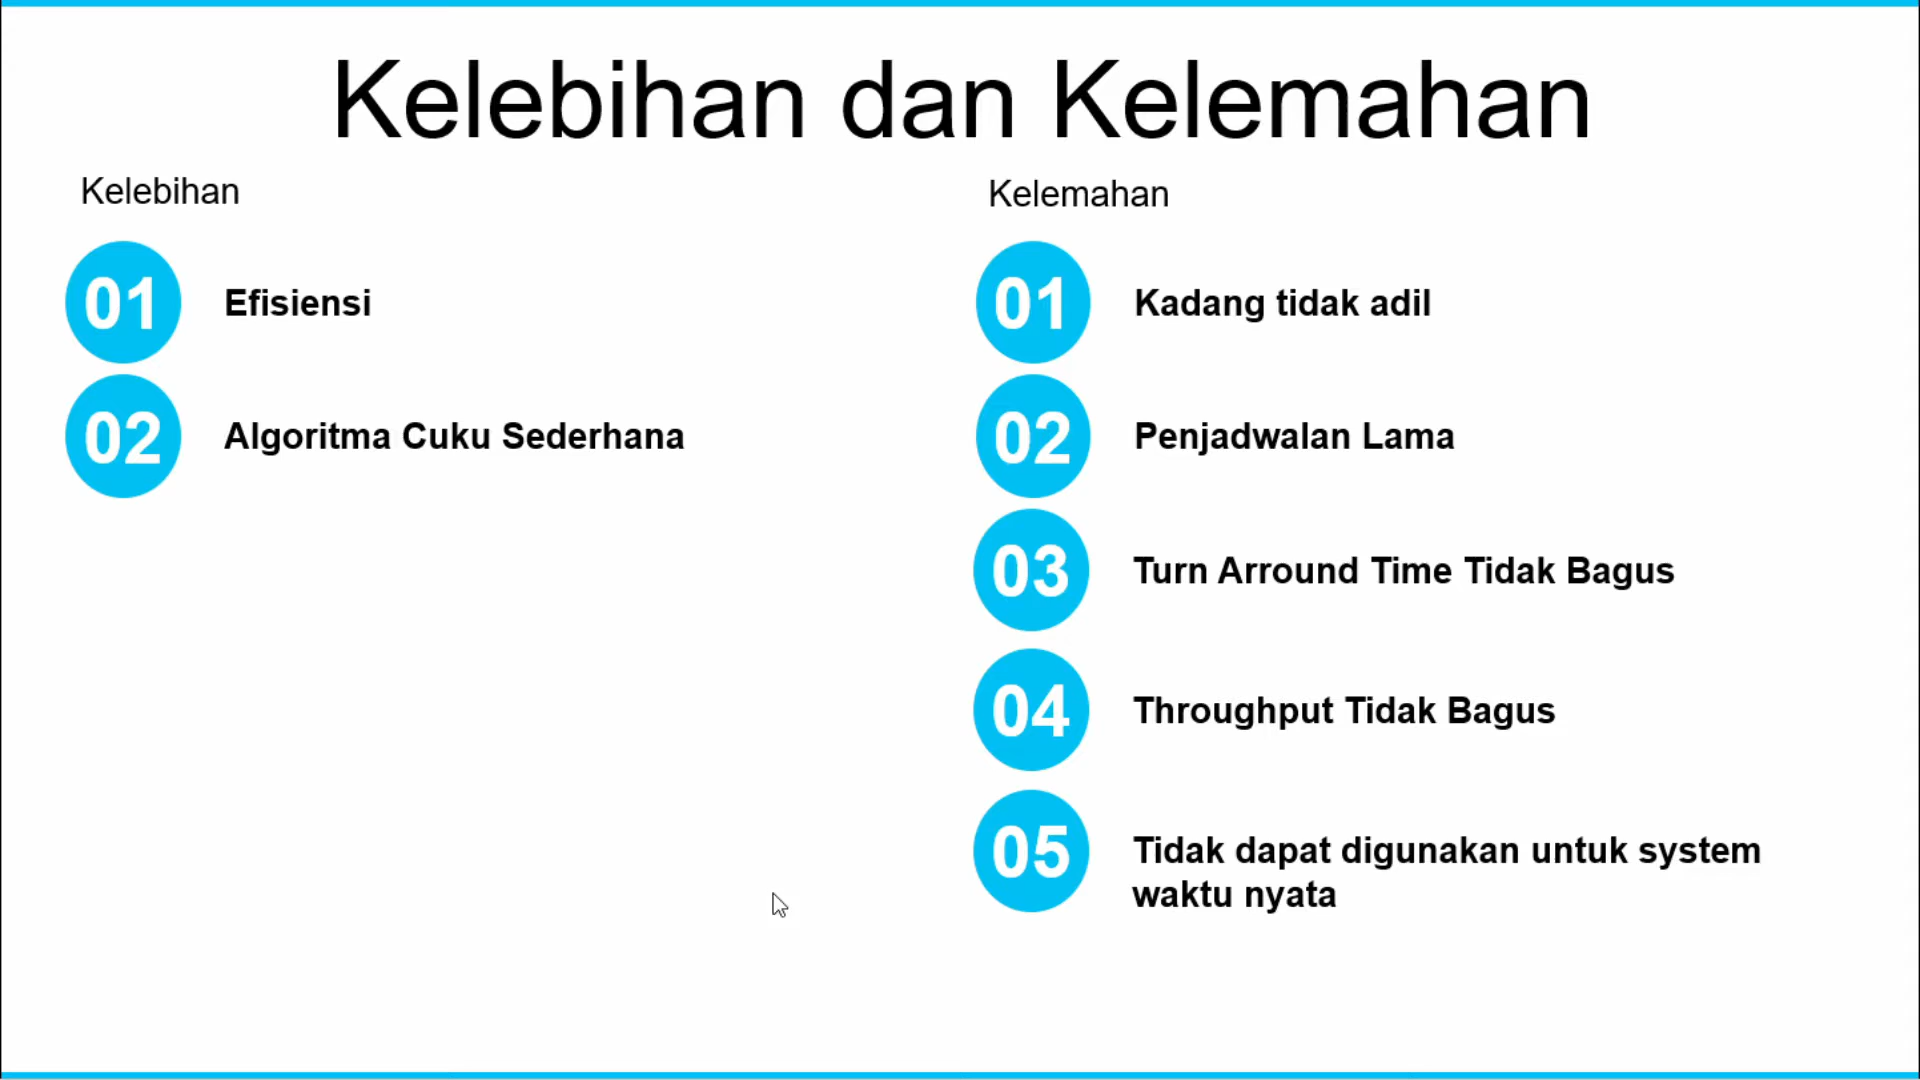 Kelebihan dan Kelemahan
Kelebihan
01 Efisiensi
02 Algoritma Cuku Sederhana
Kelemahan
01 Kadang tidak adil
02 Penjadwalan Lama
03 Turn Arround Time Tidak Bagus
04 Throughput Tidak Bagus
05 Tidak dapat digunakan untuk system
waktu nyata